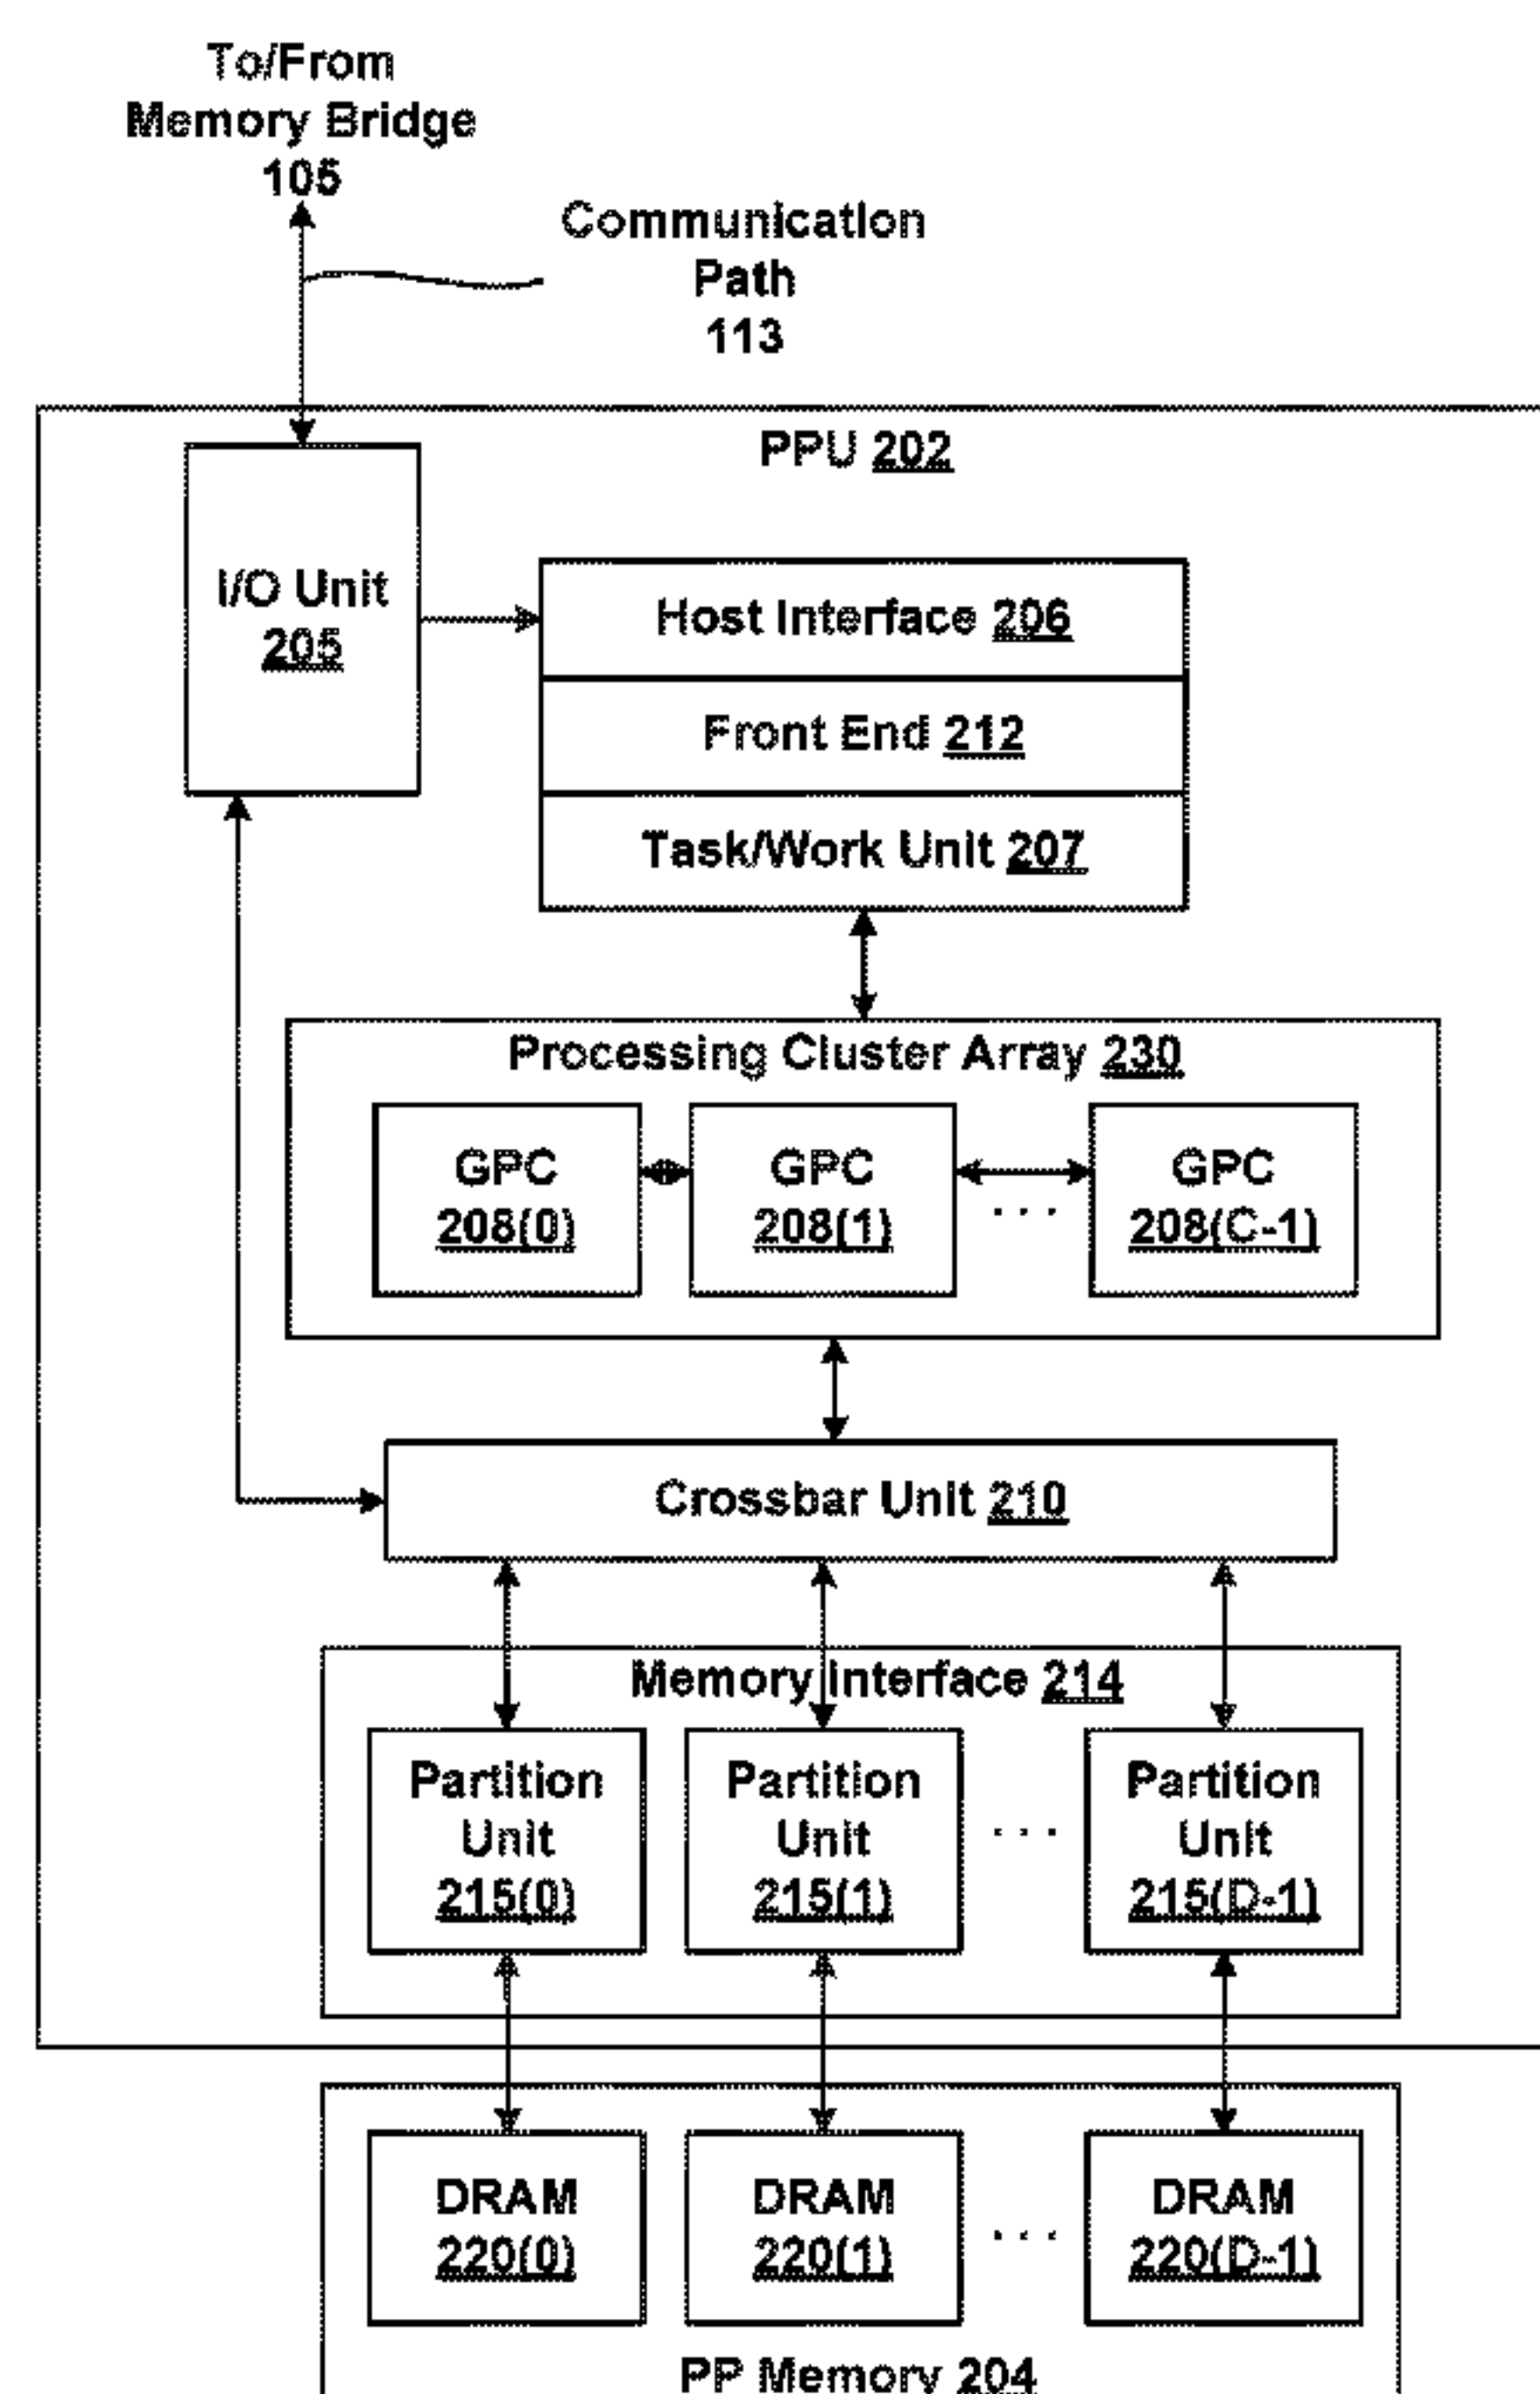 To/From
Memory Bridge
105
Communication
Path
113
PPU 202
I/O Unit
205
Host Interface 206
Front End 212
Task/Work Unit 207
Processing Cluster Array 230
GPC
208(0)
GPC
208(1)
. . .
GPC
208(C-1)
Crossbar Unit 210
Memory Interface 214
Partition
Unit
215(0)
Partition
Unit
215(1)
. . .
Partition
Unit
215(D-1)
DRAM
220(0)
DRAM
220(1)
. . .
DRAM
220(D-1)
PP Memory 204